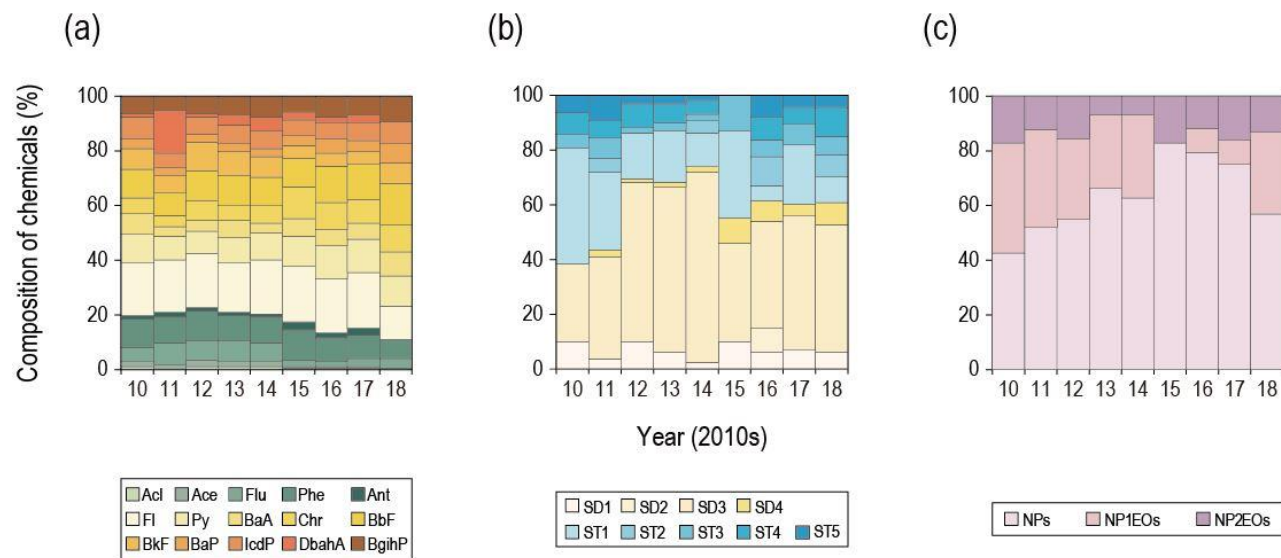 (a) (b) (c)
Composition of chemicals (%)
100 100 100
80 80 80
60 60 60
40 40 40
20 20 20
0 0 0
10 11 12 13 14 15 16 17 18 10 11 12 13 14 15 16 17 18 10 11 12 13 14 15 16 17 18
Year (2010s)
Acl Ace Flu Phe Ant
Fl Py BaA Chr BbF
BkF BaP IcdP DbahA BgihP
SD1 SD2 SD3 SD4
ST1 ST2 ST3 ST4 ST5
NPs NP1EOs NP2EOs